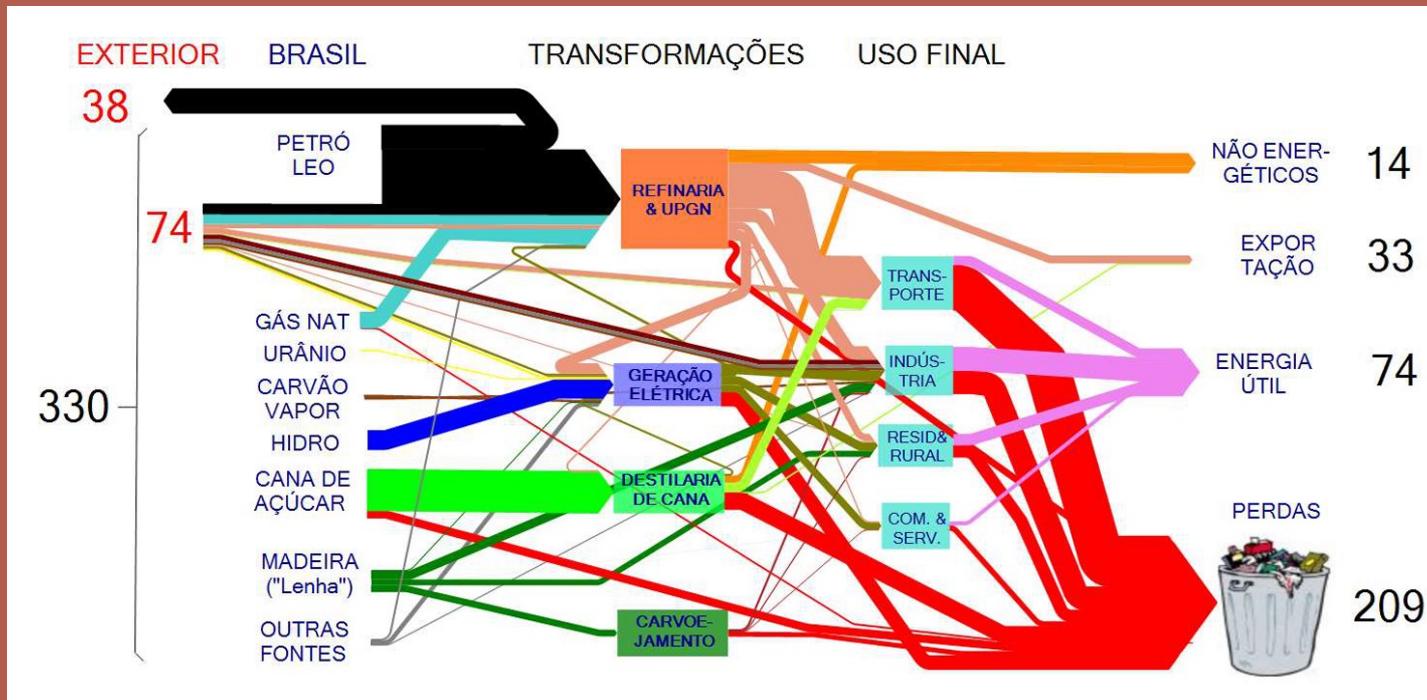 EXTERIOR BRASIL TRANSFORMAÇÕES USO FINAL
38
PETRÓ
LEO
74
330
GÁS NAT
URÂNIO
CARVÃO
VAPOR
HIDRO
CANA DE
AÇÚCAR
MADEIRA
("Lenha")
OUTRAS
FONTES
REFINARIA
& UPGN
GERAÇÃO
ELÉTRICA
DESTILARIA
DE CANA
CARVOE-
JAMENTO
TRANS-
PORTE
INDÚS-
TRIA
RESID&
RURAL
COM. &
SERV.
NÃO ENER-
GÉTICOS
14
EXPOR
TAÇÃO
33
ENERGIA
ÚTIL
74
PERDAS
209